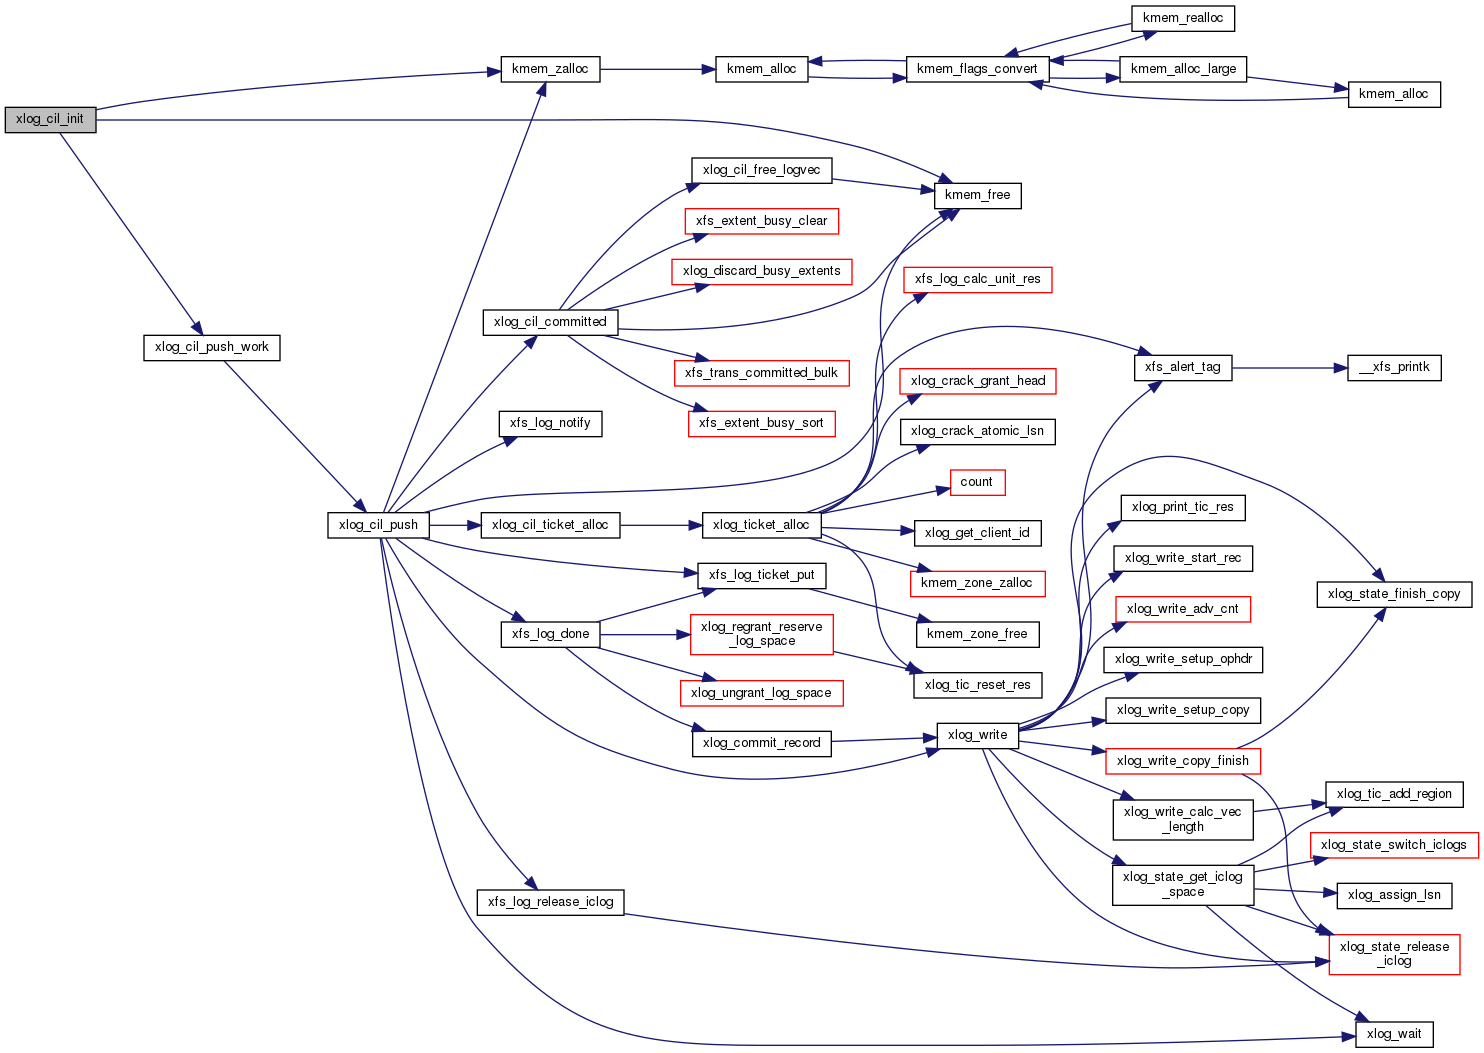 kmem_realloc
kmem_zalloc
kmem_alloc
kmem_flags_convert
kmem_alloc_large
kmem_alloc
xlog_cil_init
xlog_cil_free_logvec
kmem_free
xfs_extent_busy_clear
xlog_discard_busy_extents
xfs_log_calc_unit_res
xlog_cil_committed
xlog_cil_push_work
xfs_trans_committed_bulk
xlog_crack_grant_head
xfs_alert_tag
__xfs_printk
xfs_log_notify
xfs_extent_busy_sort
xlog_crack_atomic_lsn
count
xlog_cil_push
xlog_cil_ticket_alloc
xlog_ticket_alloc
xlog_get_client_id
xlog_print_tic_res
xlog_write_start_rec
xfs_log_ticket_put
kmem_zone_zalloc
xlog_state_finish_copy
xlog_write_adv_cnt
xfs_log_done
xlog_regrant_reserve
_log_space
kmem_zone_free
xlog_write_setup_ophdr
xlog_ungrant_log_space
xlog_tic_reset_res
xlog_write_setup_copy
xlog_commit_record
xlog_write
xlog_write_copy_finish
xlog_tic_add_region
xlog_write_calc_vec
_length
xlog_state_switch_iclogs
xlog_state_get_iclog
_space
xlog_assign_lsn
xfs_log_release_iclog
xlog_state_release
_iclog
xlog_wait